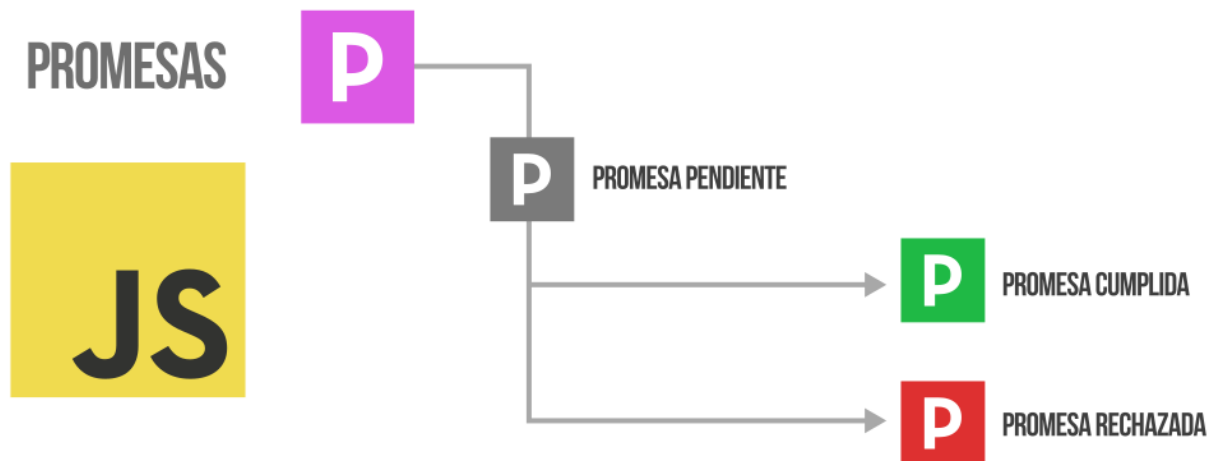 PROMESAS
P
P
PROMESA PENDIENTE
JS
P
PROMESA CUMPLIDA
P
PROMESA RECHAZADA